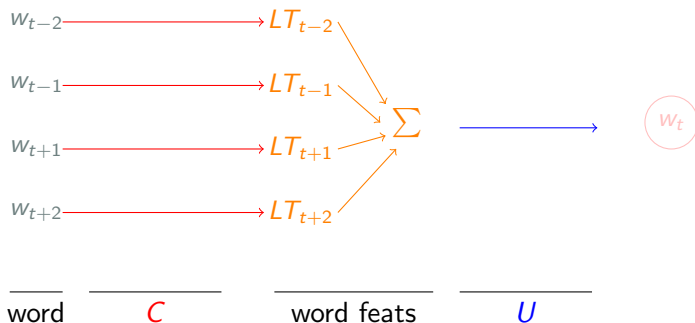 w_{t−2} LT_{t−2}
w_{t−1} LT_{t−1}
∑ w_t
w_{t+1} LT_{t+1}
w_{t+2} LT_{t+2}
word C word feats U